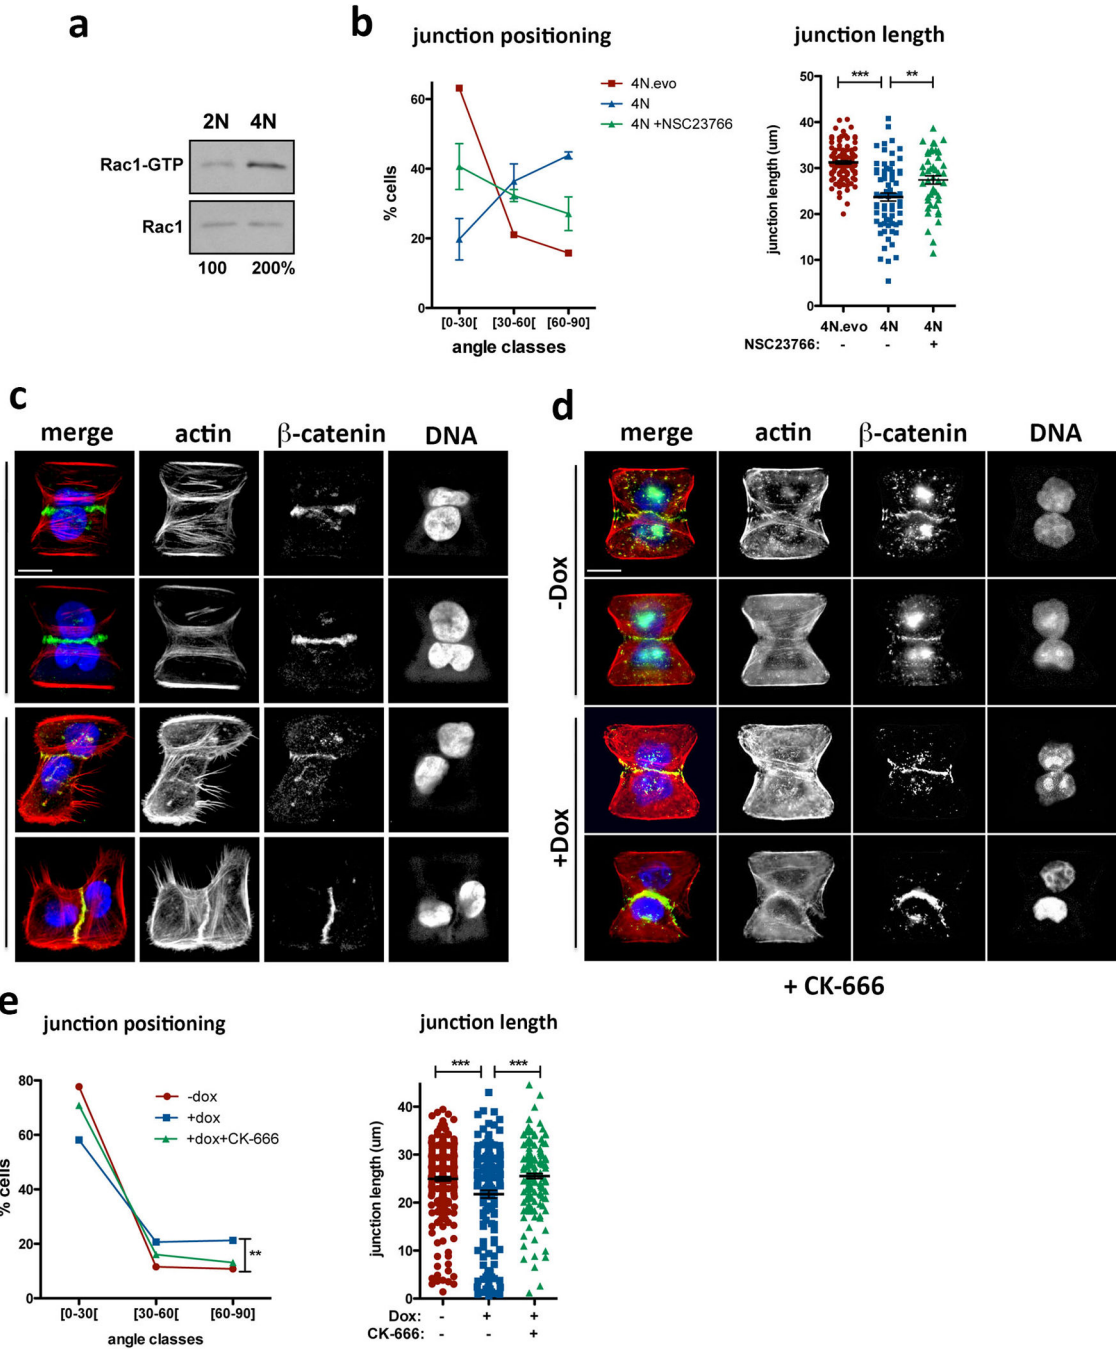 a
2N 4N
Rac1-GTP
Rac1
100 200%
b
junction positioning
4N.evo
4N
4N +NSC23766
% cells
60
40
20
0
[0-30[ [30-60[ [60-90]
angle classes
junction length
*** **
junction length (um)
50
40
30
20
10
0
4N.evo 4N 4N
NSC23766: - - +
c
merge actin β-catenin DNA
d
merge actin β-catenin DNA
-Dox
+Dox
+ CK-666
e
junction positioning
-dox
+dox
+dox+CK-666
% cells
80
60
40
20
0
**
[0-30[ [30-60[ [60-90]
angle classes
junction length
*** ***
junction length (um)
40
30
20
10
0
Dox: - + +
CK-666: - - +